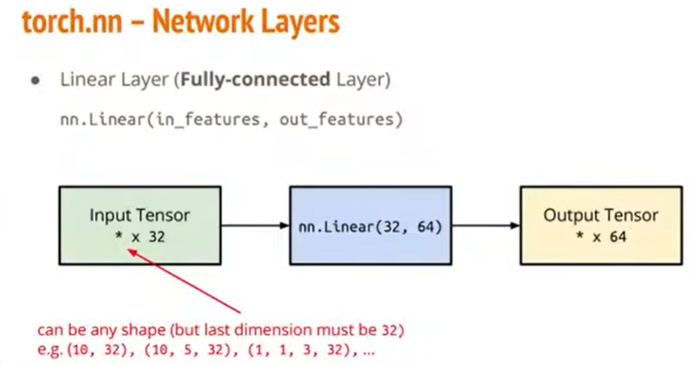 torch.nn – Network Layers
● Linear Layer (Fully-connected Layer)
nn.Linear(in_features, out_features)
Input Tensor
* x 32
nn.Linear(32, 64)
Output Tensor
* x 64
can be any shape (but last dimension must be 32)
e.g. (10, 32), (10, 5, 32), (1, 1, 3, 32), ...